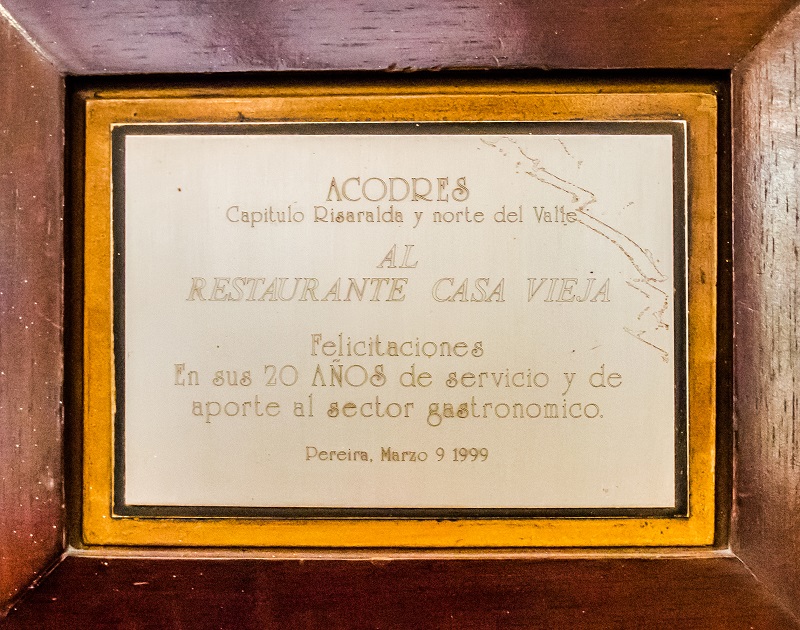 ACODRES
Capitulo Risaralda y norte del Valle
AL
RESTAURANTE CASA VIEJA
Felicitaciones
En sus 20 AÑOS de servicio y de
aporte al sector gastronomico.
Pereira, Marzo 9 1999